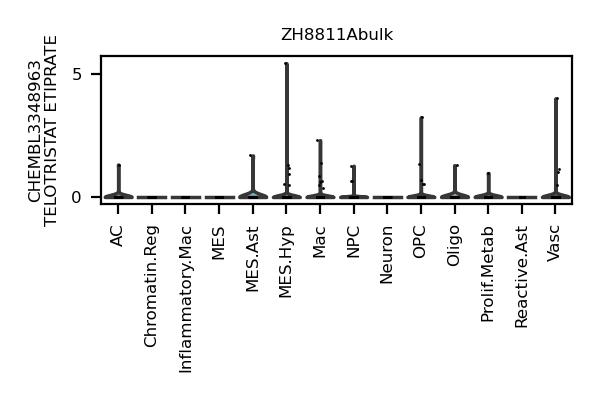 ZH8811Abulk
CHEMBL3348963
TELOTRISTAT ETIPRATE
5
0
AC
Chromatin.Reg
Inflammatory.Mac
MES
MES.Ast
MES.Hyp
Mac
NPC
Neuron
OPC
Oligo
Prolif.Metab
Reactive.Ast
Vasc